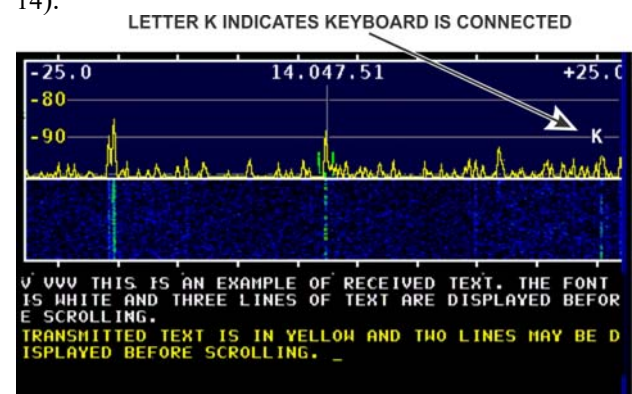 14).
LETTER K INDICATES KEYBOARD IS CONNECTED
-25.0 14.047.51 +25.0
-80
-90 K
V VVV THIS IS AN EXAMPLE OF RECEIVED TEXT. THE FONT
IS WHITE AND THREE LINES OF TEXT ARE DISPLAYED BEFOR
E SCROLLING.
TRANSMITTED TEXT IS IN YELLOW AND TWO LINES MAY BE D
ISPLAYED BEFORE SCROLLING. _